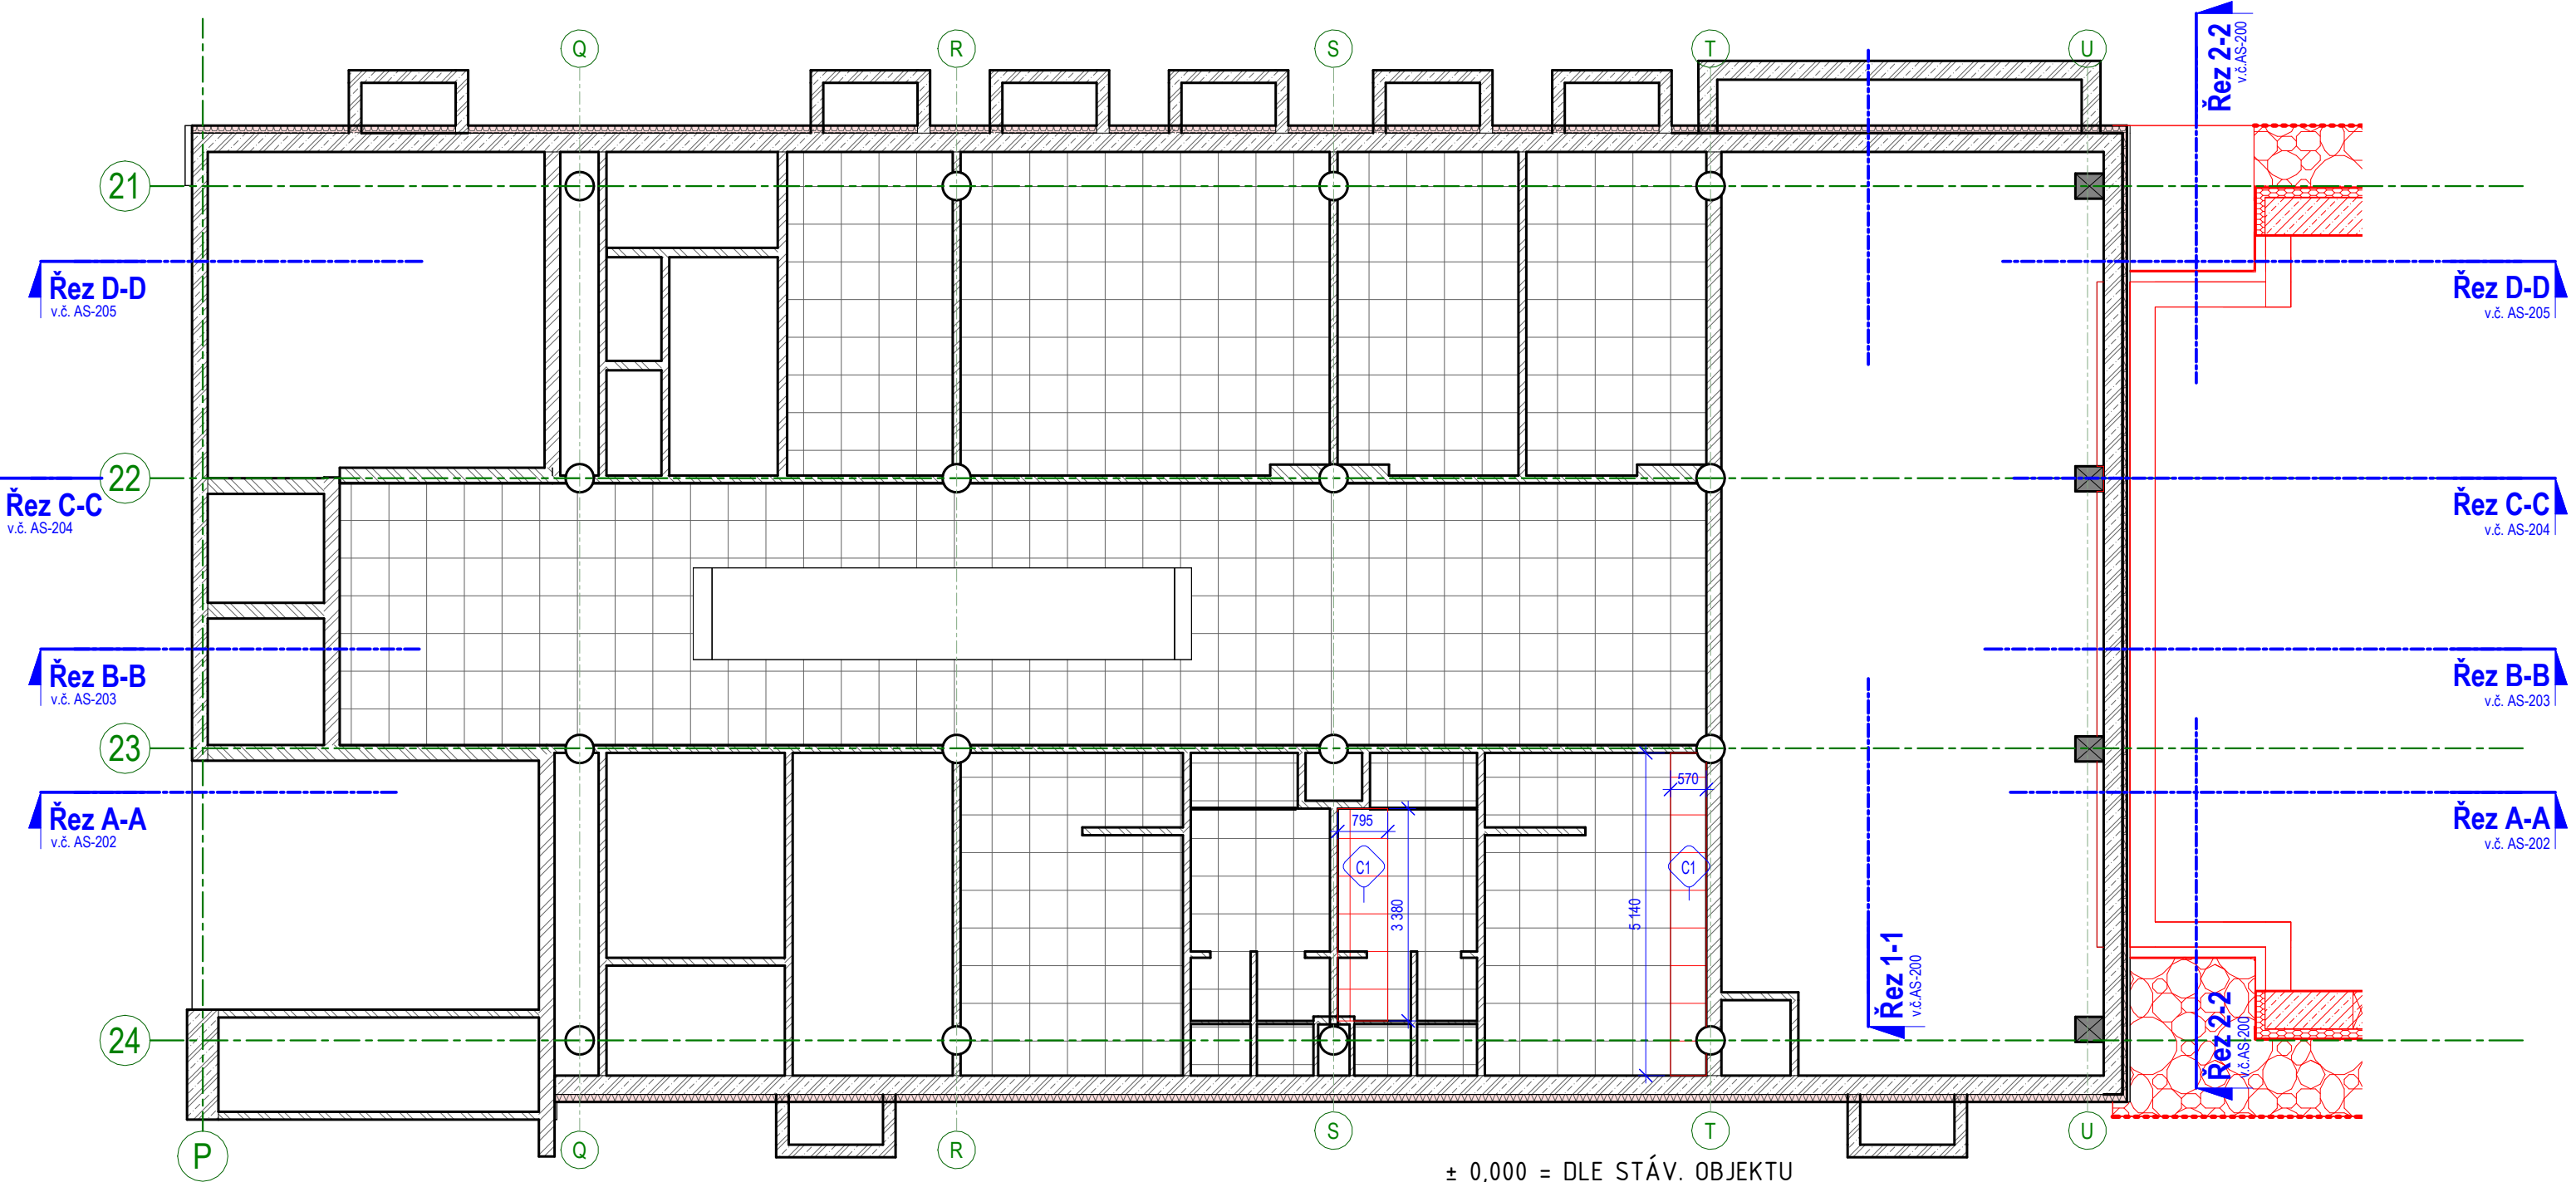 Q
R
S
T
U
Řez 2-2
v.č.AS-200
21
Řez D-D
v.č. AS-205
Řez D-D
v.č. AS-205
22
Řez C-C
v.č. AS-204
Řez C-C
v.č. AS-204
Řez B-B
v.č. AS-203
Řez B-B
v.č. AS-203
23
570
Řez A-A
v.č. AS-202
795
Řez A-A
v.č. AS-202
C1
C1
3 380
5 140
Řez 1-1
v.č.AS-200
Řez 2-2
v.č.AS-200
24
P
Q
R
S
T
U
± 0,000 = DLE STÁV. OBJEKTU